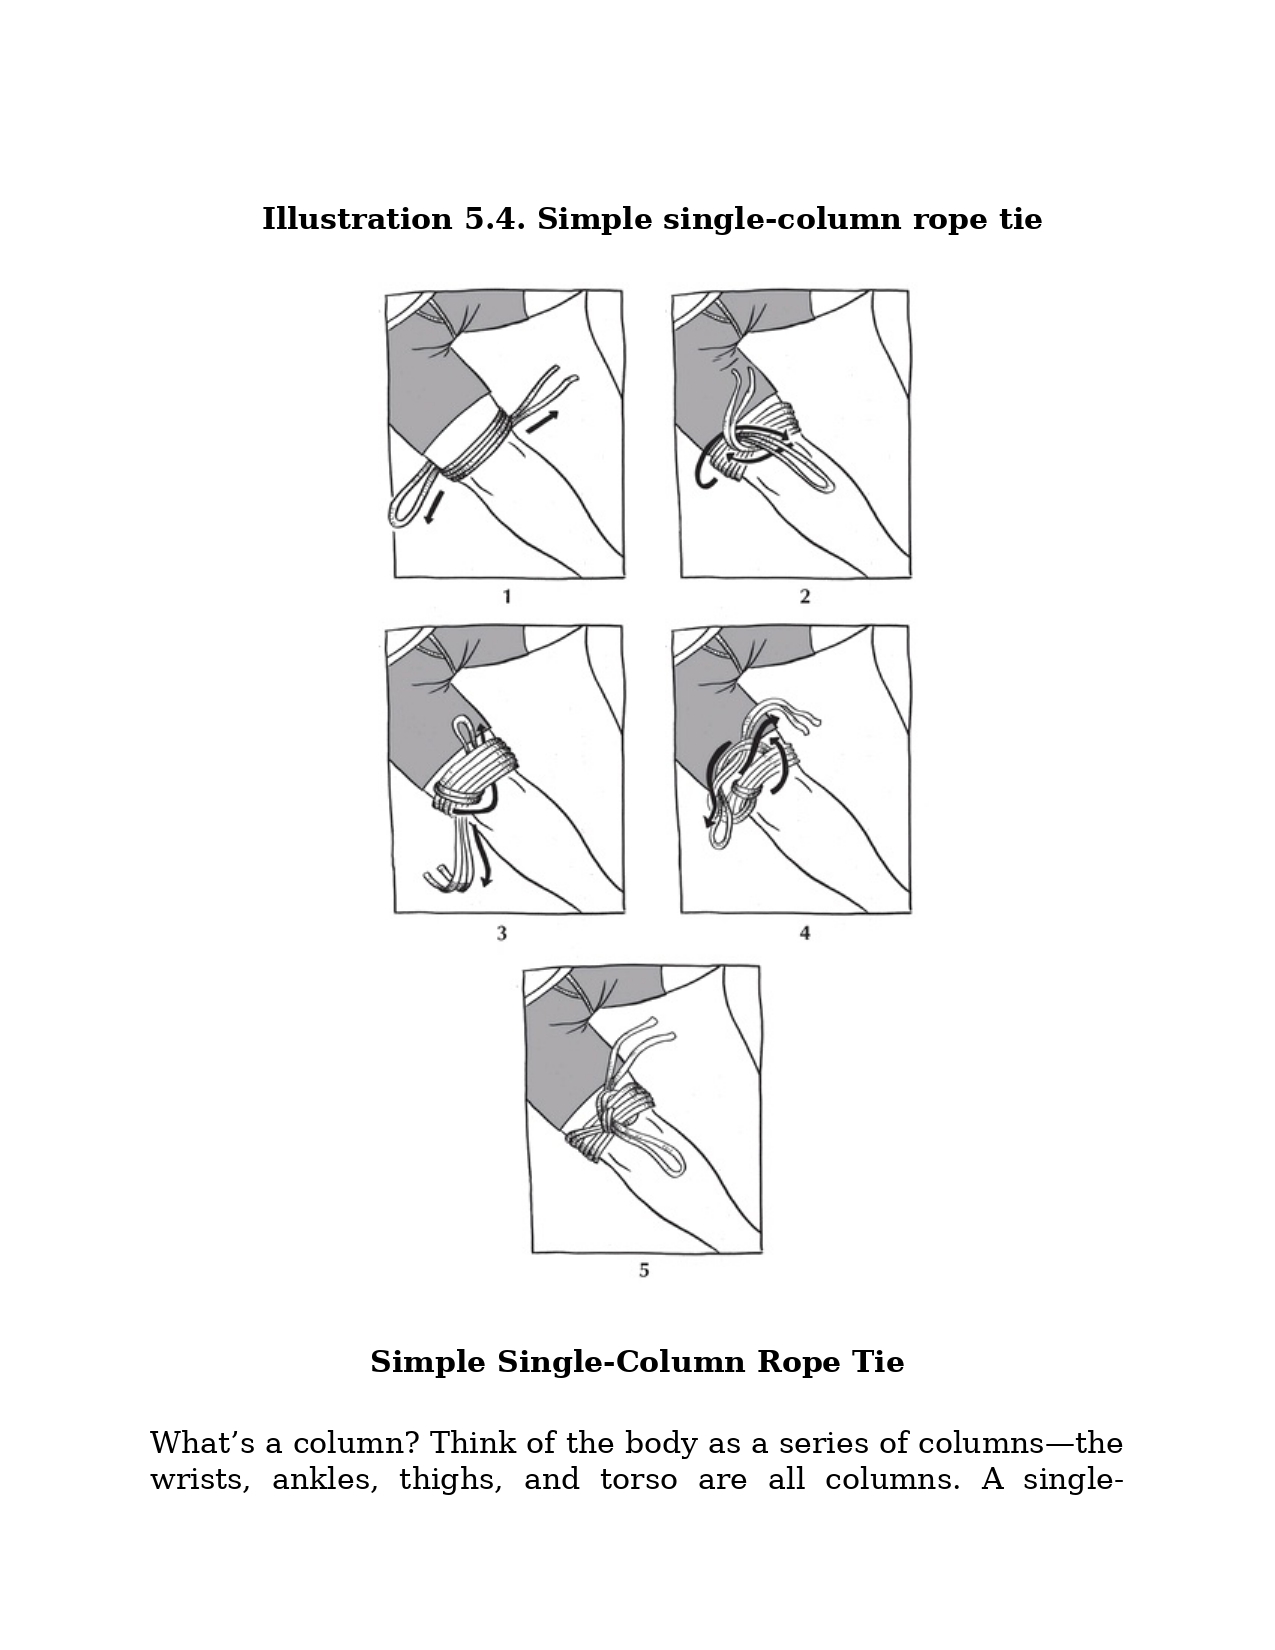 Illustration 5.4. Simple single-column rope tie
1
2
3
4
5
Simple Single-Column Rope Tie
What’s a column? Think of the body as a series of columns—the
wrists, ankles, thighs, and torso are all columns. A single-